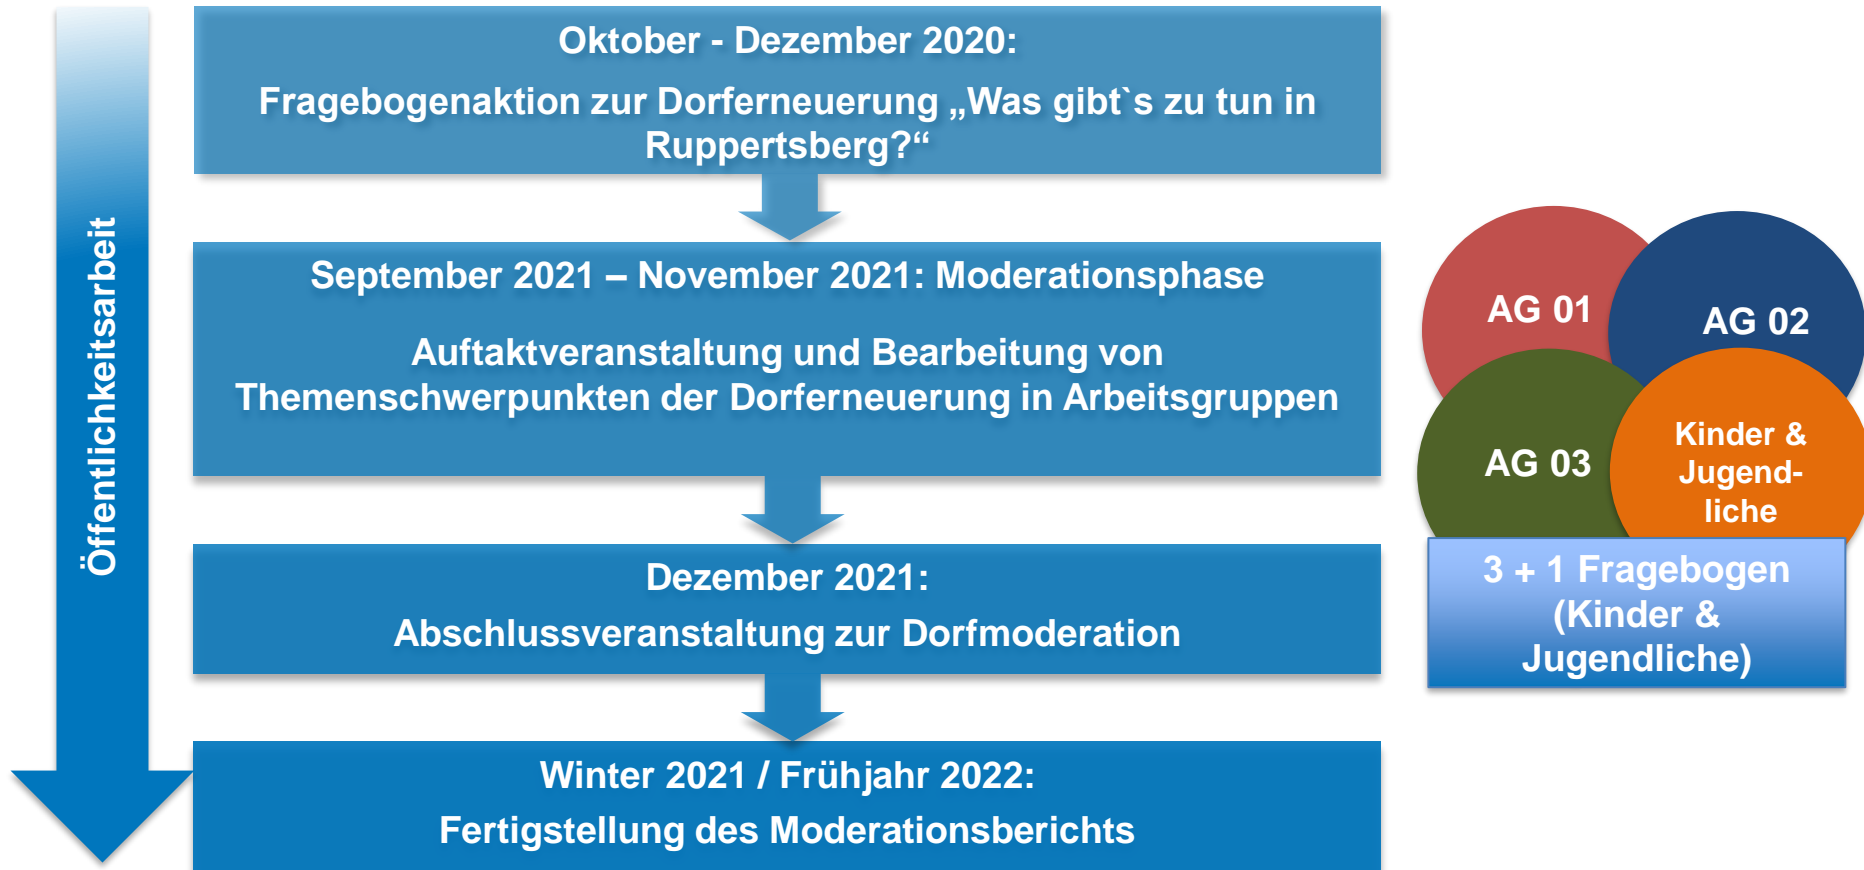 Öffentlichkeitsarbeit
Oktober - Dezember 2020:
Fragebogenaktion zur Dorferneuerung „Was gibt`s zu tun in
Ruppertsberg?“
September 2021 – November 2021: Moderationsphase
Auftaktveranstaltung und Bearbeitung von
Themenschwerpunkten der Dorferneuerung in Arbeitsgruppen
Dezember 2021:
Abschlussveranstaltung zur Dorfmoderation
Winter 2021 / Frühjahr 2022:
Fertigstellung des Moderationsberichts
AG 01
AG 02
AG 03
Kinder &
Jugend-
liche
3 + 1 Fragebogen
(Kinder &
Jugendliche)